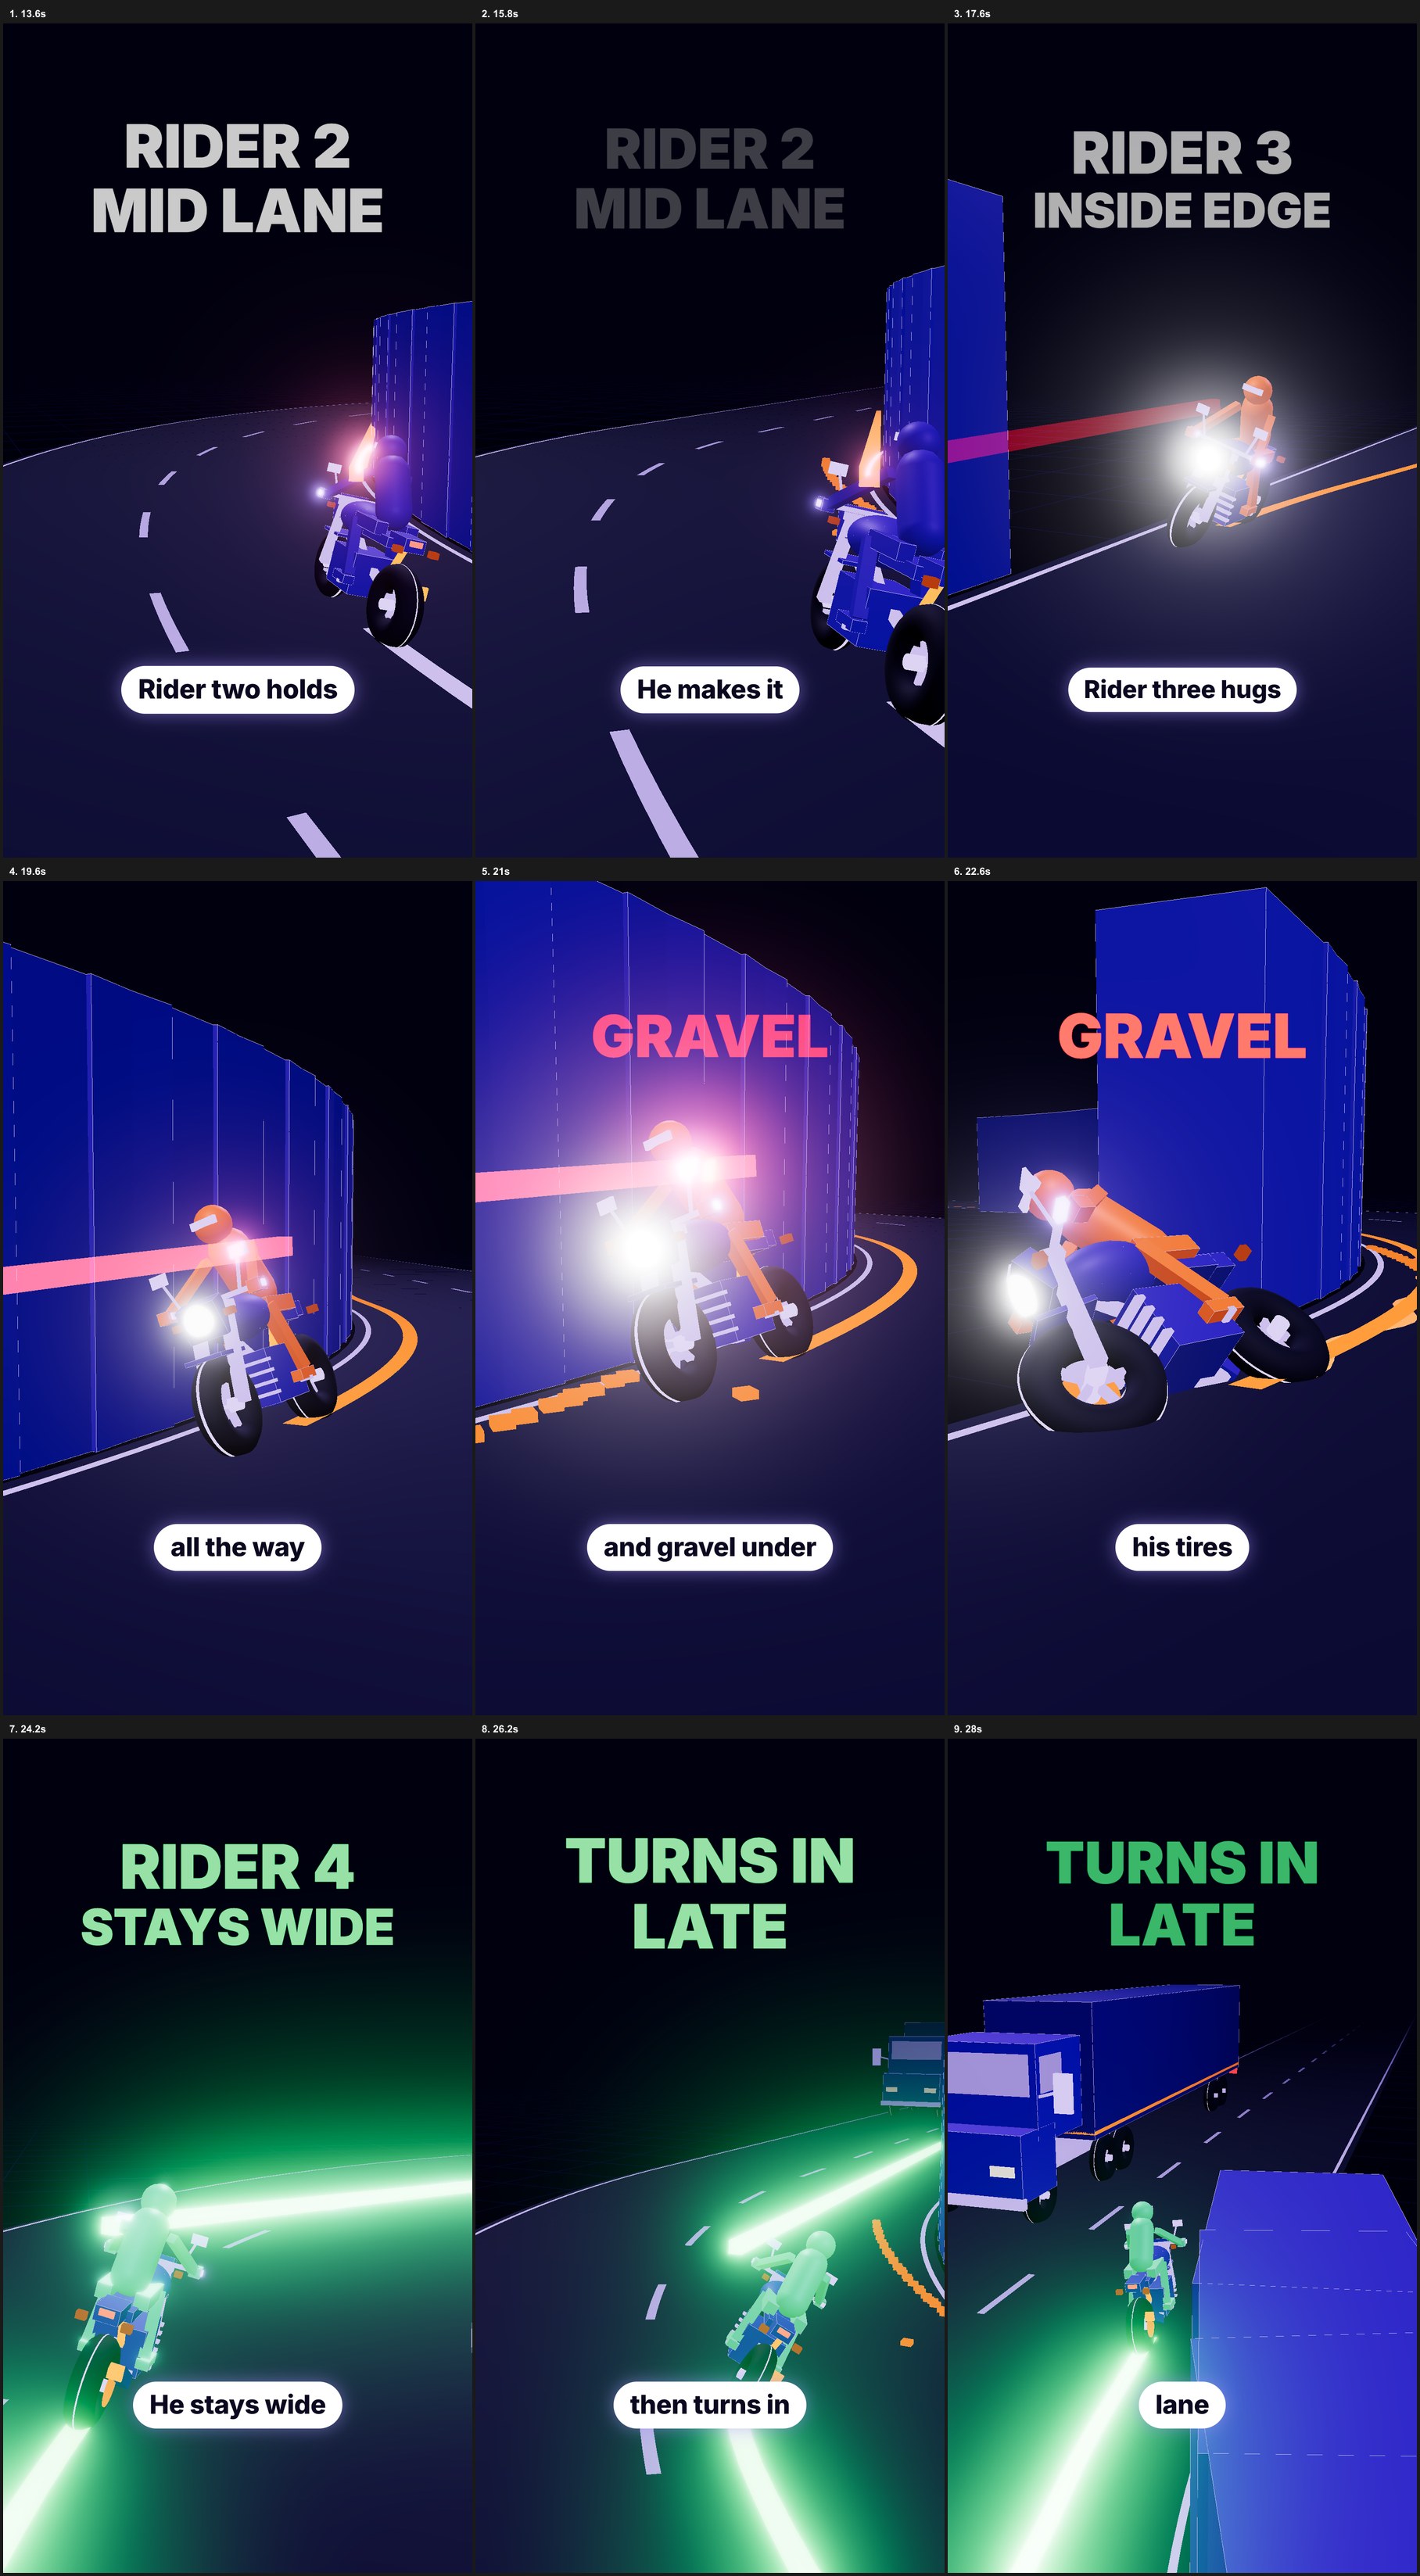 1. 13.6s
RIDER 2
MID LANE
Rider two holds
2. 15.8s
RIDER 2
MID LANE
He makes it
3. 17.6s
RIDER 3
INSIDE EDGE
Rider three hugs
4. 19.6s
all the way
5. 21s
GRAVEL
and gravel under
6. 22.6s
GRAVEL
his tires
7. 24.2s
RIDER 4
STAYS WIDE
He stays wide
8. 26.2s
TURNS IN
LATE
then turns in
9. 28s
TURNS IN
LATE
lane